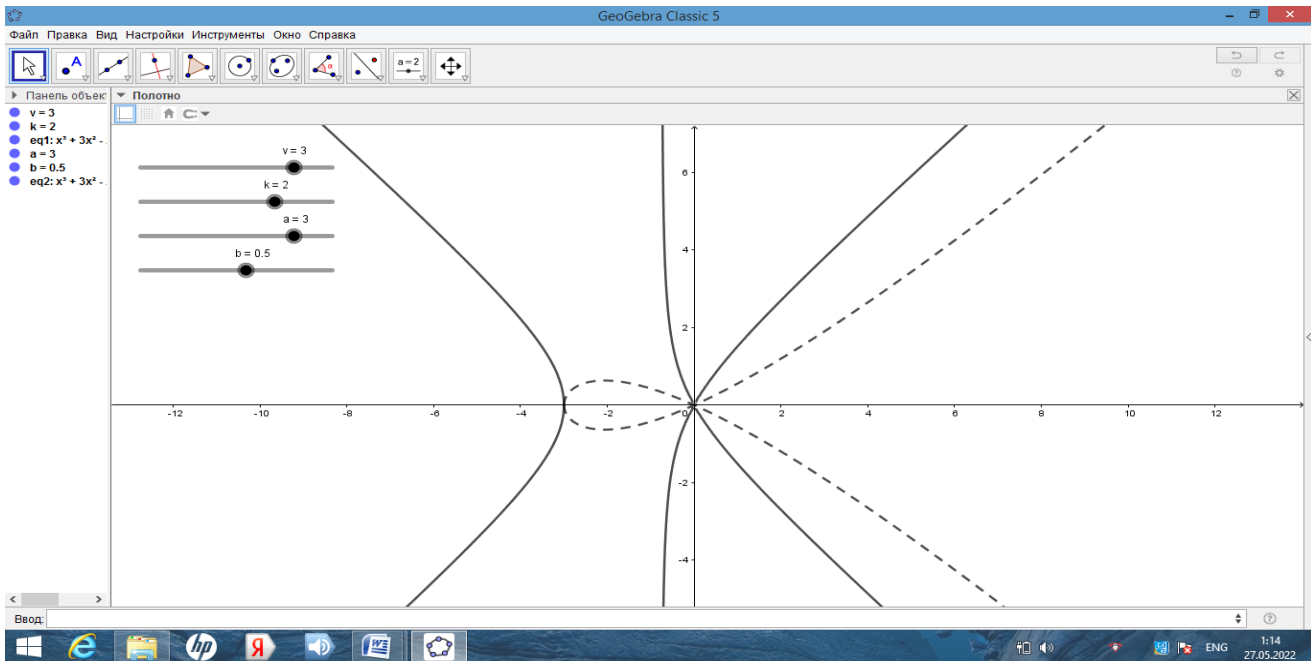 GeoGebra Classic 5
Файл Правка Вид Настройки Инструменты Окно Справка
A
α
a = 2
Панель объек
Полотно
v = 3
k = 2
eq1: x³ + 3x² -
a = 3
b = 0.5
eq2: x³ + 3x² -
v = 3
k = 2
a = 3
b = 0.5
6
4
2
-12 -10 -8 -6 -4 -2 0 2 4 6 8 10 12
-2
-4
Ввод:
hp
Я
ENG
1:14
27.05.2022